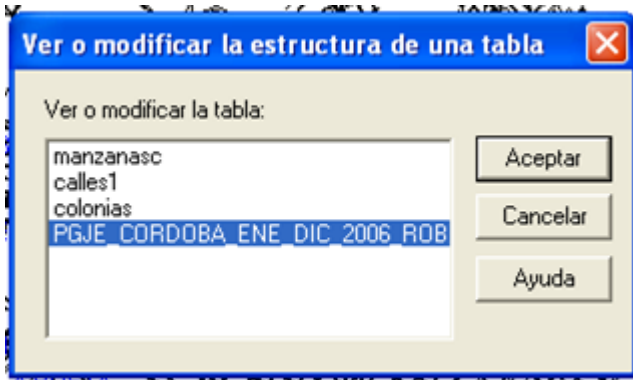 Ver o modificar la estructura de una tabla
Ver o modificar la tabla:
manzanasc
calles1
colonias
PGJE_CORDOBA_ENE_DIC_2006_ROB
Aceptar
Cancelar
Ayuda